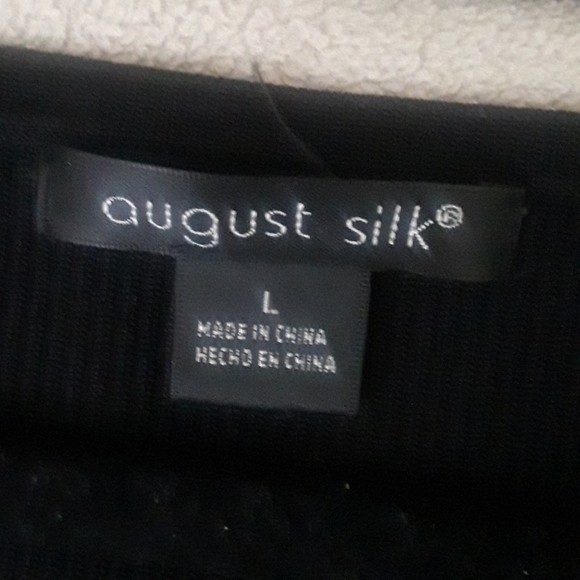 august silk®
L
MADE IN CHINA
HECHO EN CHINA